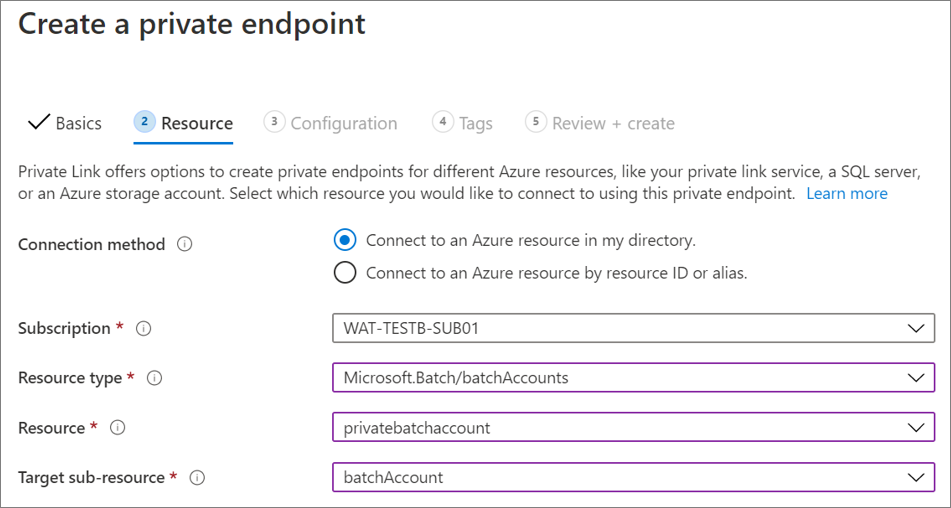 Create a private endpoint
Basics 2 Resource 3 Configuration 4 Tags 5 Review + create
Private Link offers options to create private endpoints for different Azure resources, like your private link service, a SQL server,
or an Azure storage account. Select which resource you would like to connect to using this private endpoint. Learn more
Connection method Connect to an Azure resource in my directory.
Connect to an Azure resource by resource ID or alias.
Subscription * WAT-TESTB-SUB01
Resource type * Microsoft.Batch/batchAccounts
Resource * privatebatchaccount
Target sub-resource * batchAccount